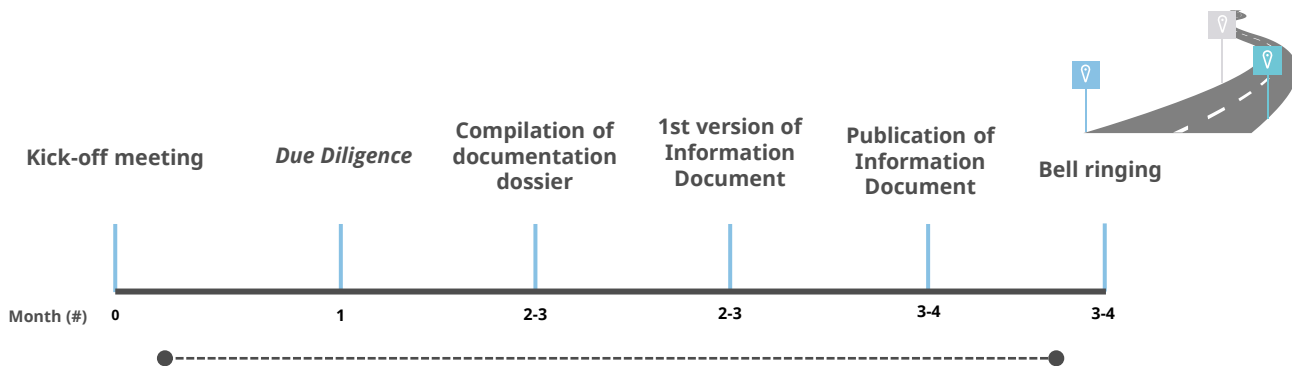 Kick-off meeting
Due Diligence
Compilation of
documentation
dossier
1st version of
Information
Document
Publication of
Information
Document
Bell ringing
Month (#)
0
1
2-3
2-3
3-4
3-4